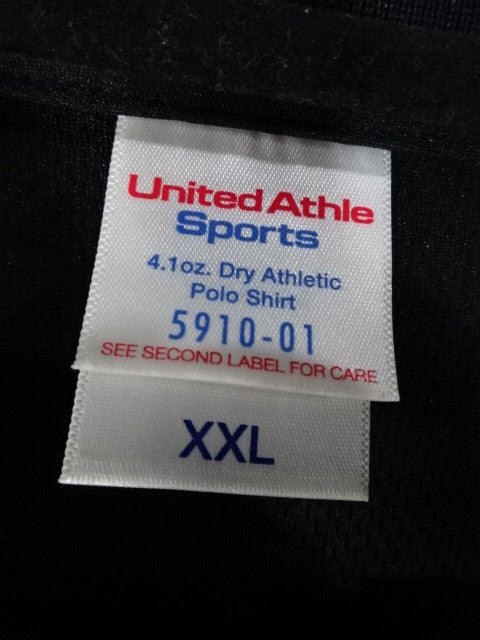 United Athle
Sports
4.1oz. Dry Athletic
Polo Shirt
5910-01
SEE SECOND LABEL FOR CARE
XXL